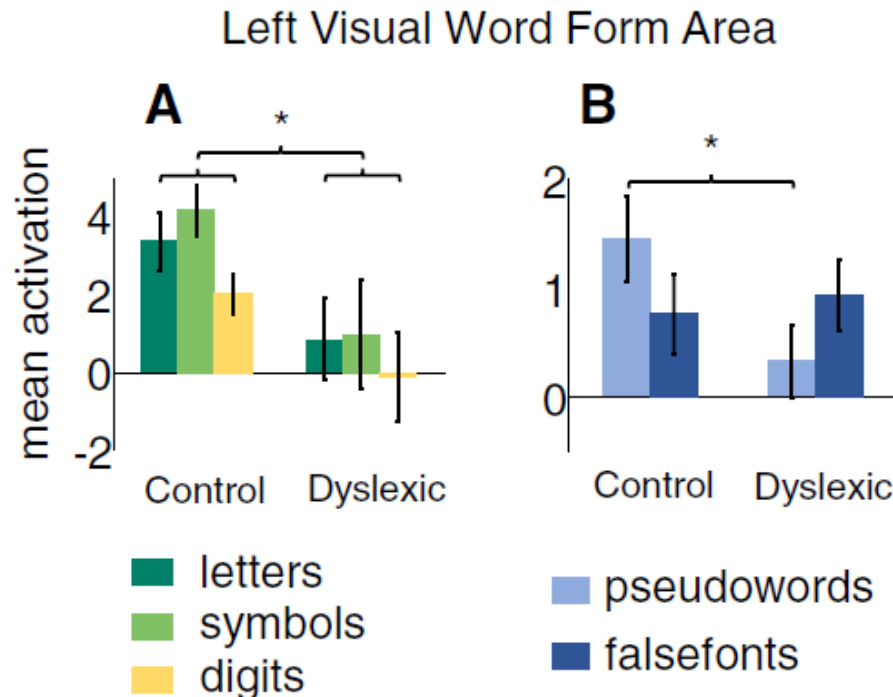 Left Visual Word Form Area
A
B
*
*
mean activation
4
2
0
-2
2
1
0
Control
Dyslexic
Control
Dyslexic
letters
symbols
digits
pseudowords
falsefonts